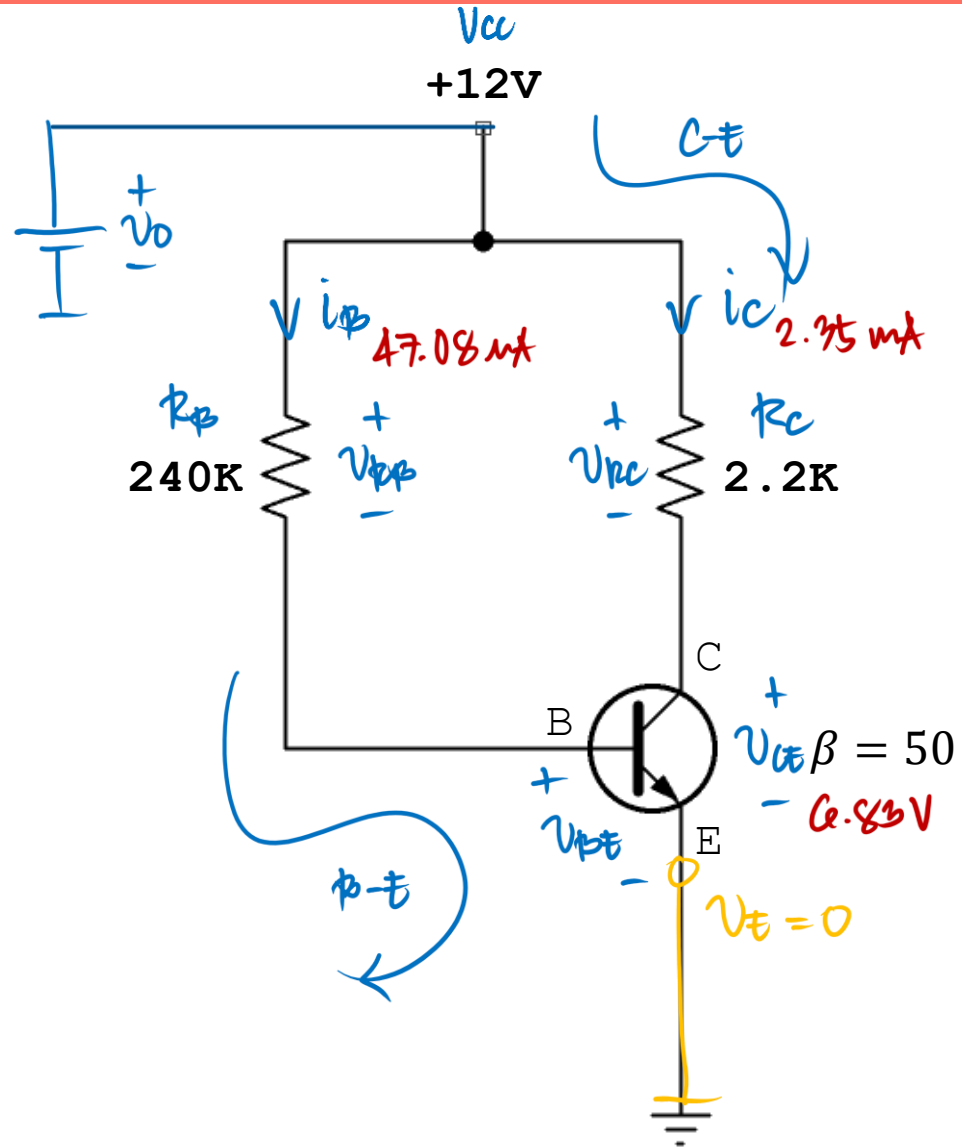 Vcc
+12V
C-E
+
v0
−
iB
47.08 μA
iC
2.35 mA
RB
240K
+
vRB
−
+
vRC
−
RC
2.2K
C
B
+
vCE
−
β = 50
6.83V
+
vBE
−
E
B-E
vE = 0